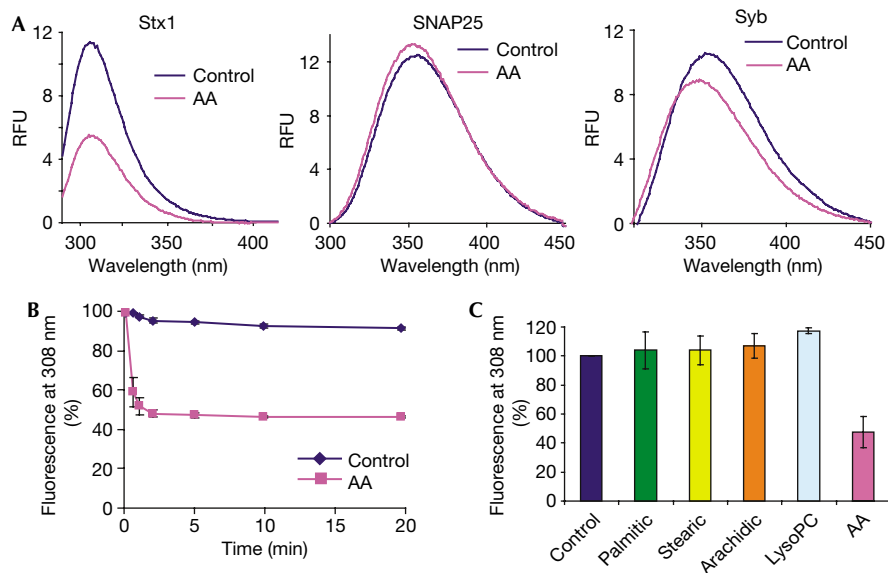 A
Stx1
12
8
4
0
RFU
300
350
400
Wavelength (nm)
Control
AA
SNAP25
12
8
4
0
RFU
300
350
400
450
Wavelength (nm)
Control
AA
Syb
12
8
4
0
RFU
350
400
450
Wavelength (nm)
Control
AA
B
100
80
60
40
20
0
Fluorescence at 308 nm
(%)
0
5
10
15
20
Time (min)
Control
AA
C
120
100
80
60
40
20
0
Fluorescence at 308 nm
(%)
Control
Palmitic
Stearic
Arachidic
LysoPC
AA